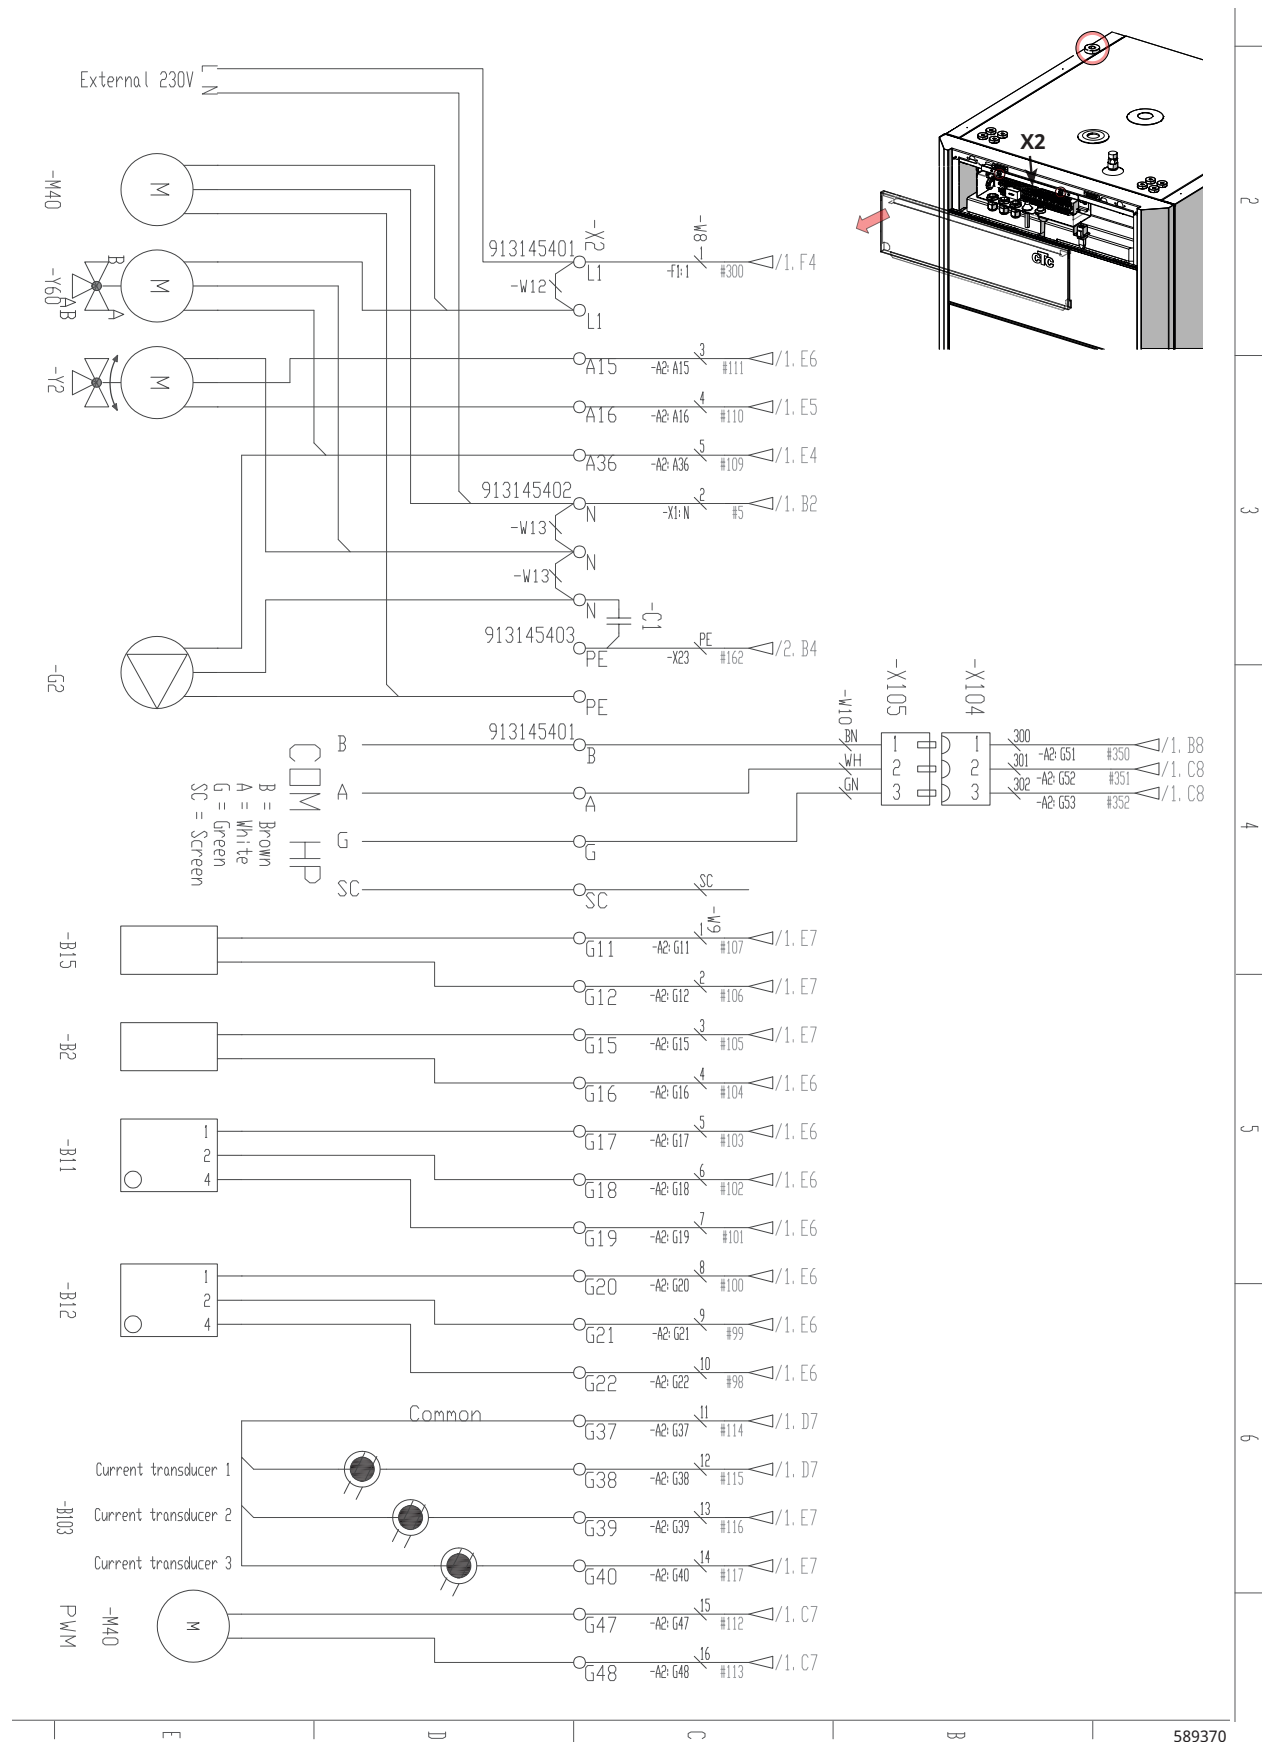 External 230V
L
N
X2
cTc
2
-M40
M
913145401
-X2
-W8
L1
1
-F1:1
#300
/1. F4
-W12
L1
-Y60
B
AB
A
M
A15
3
-A2: A15
#111
/1. E6
-Y2
M
A16
4
-A2: A16
#110
/1. E5
A36
5
-A2: A36
#109
/1. E4
913145402
N
2
-X1: N
#5
/1. B2
3
-W13
N
-W13
N
-C1
913145403
PE
PE
-X23
#162
/2. B4
-G2
PE
-W10
-X105
-X104
913145401
B
B
BN
1
1
300
-A2: G51
#350
/1. B8
WH
2
2
301
-A2: G52
#351
/1. C8
A
A
GN
3
3
302
-A2: G53
#352
/1. C8
G
G
4
SC
SC
SC
COM HP
B = Brown
A = White
G = Green
SC = Screen
-W9
-B15
G11
1
-A2: G11
#107
/1. E7
G12
2
-A2: G12
#106
/1. E7
-B2
G15
3
-A2: G15
#105
/1. E7
G16
4
-A2: G16
#104
/1. E6
-B11
1
2
4
G17
5
-A2: G17
#103
/1. E6
5
G18
6
-A2: G18
#102
/1. E6
G19
7
-A2: G19
#101
/1. E6
-B12
1
2
4
G20
8
-A2: G20
#100
/1. E6
G21
9
-A2: G21
#99
/1. E6
G22
10
-A2: G22
#98
/1. E6
Common
G37
11
-A2: G37
#114
/1. D7
6
Current transducer 1
G38
12
-A2: G38
#115
/1. D7
-B103
Current transducer 2
G39
13
-A2: G39
#116
/1. E7
Current transducer 3
G40
14
-A2: G40
#117
/1. E7
PWM
-M40
M
G47
15
-A2: G47
#112
/1. C7
G48
16
-A2: G48
#113
/1. C7
E
D
C
B
589370